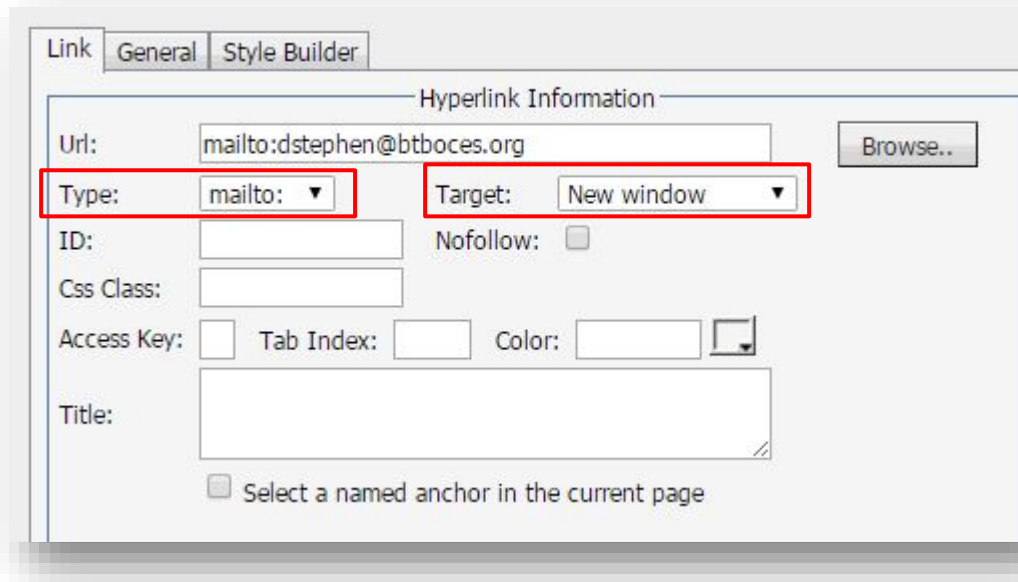 Link General Style Builder
Hyperlink Information
Url: mailto:dstephen@btboces.org Browse..
Type: mailto: Target: New window
ID: Nofollow:
Css Class:
Access Key: Tab Index: Color:
Title:
Select a named anchor in the current page